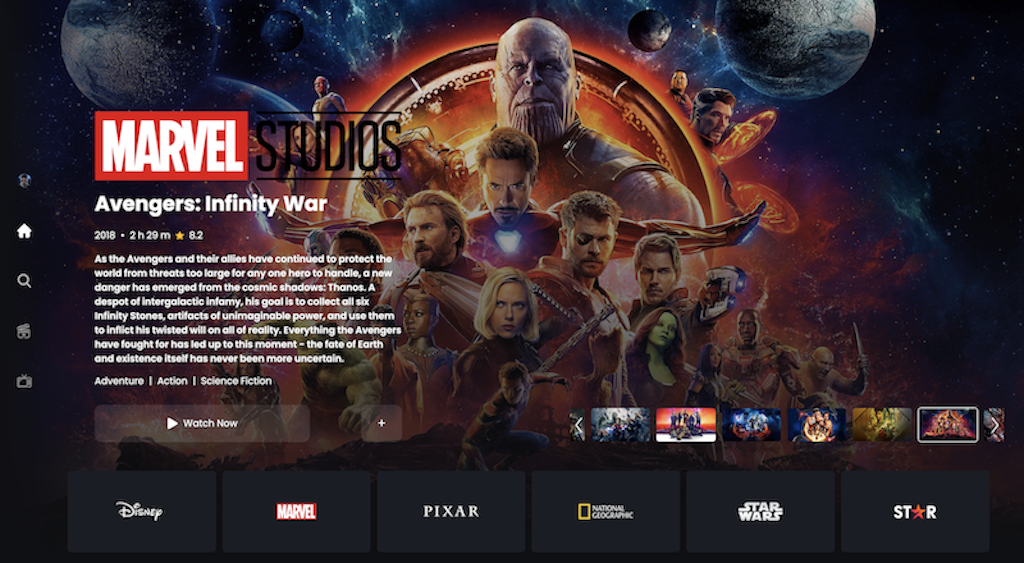 MARVEL STUDIOS
Avengers: Infinity War
2018 • 2 h 29 m ★ 8.2
As the Avengers and their allies have continued to protect the
world from threats too large for any one hero to handle, a new
danger has emerged from the cosmic shadows: Thanos. A
despot of intergalactic infamy, his goal is to collect all six
Infinity Stones, artifacts of unimaginable power, and use them
to inflict his twisted will on all of reality. Everything the Avengers
have fought for has led up to this moment - the fate of Earth
and existence itself has never been more uncertain.
Adventure | Action | Science Fiction
Watch Now +
Disney MARVEL PIXAR NATIONAL GEOGRAPHIC STAR WARS ST★R